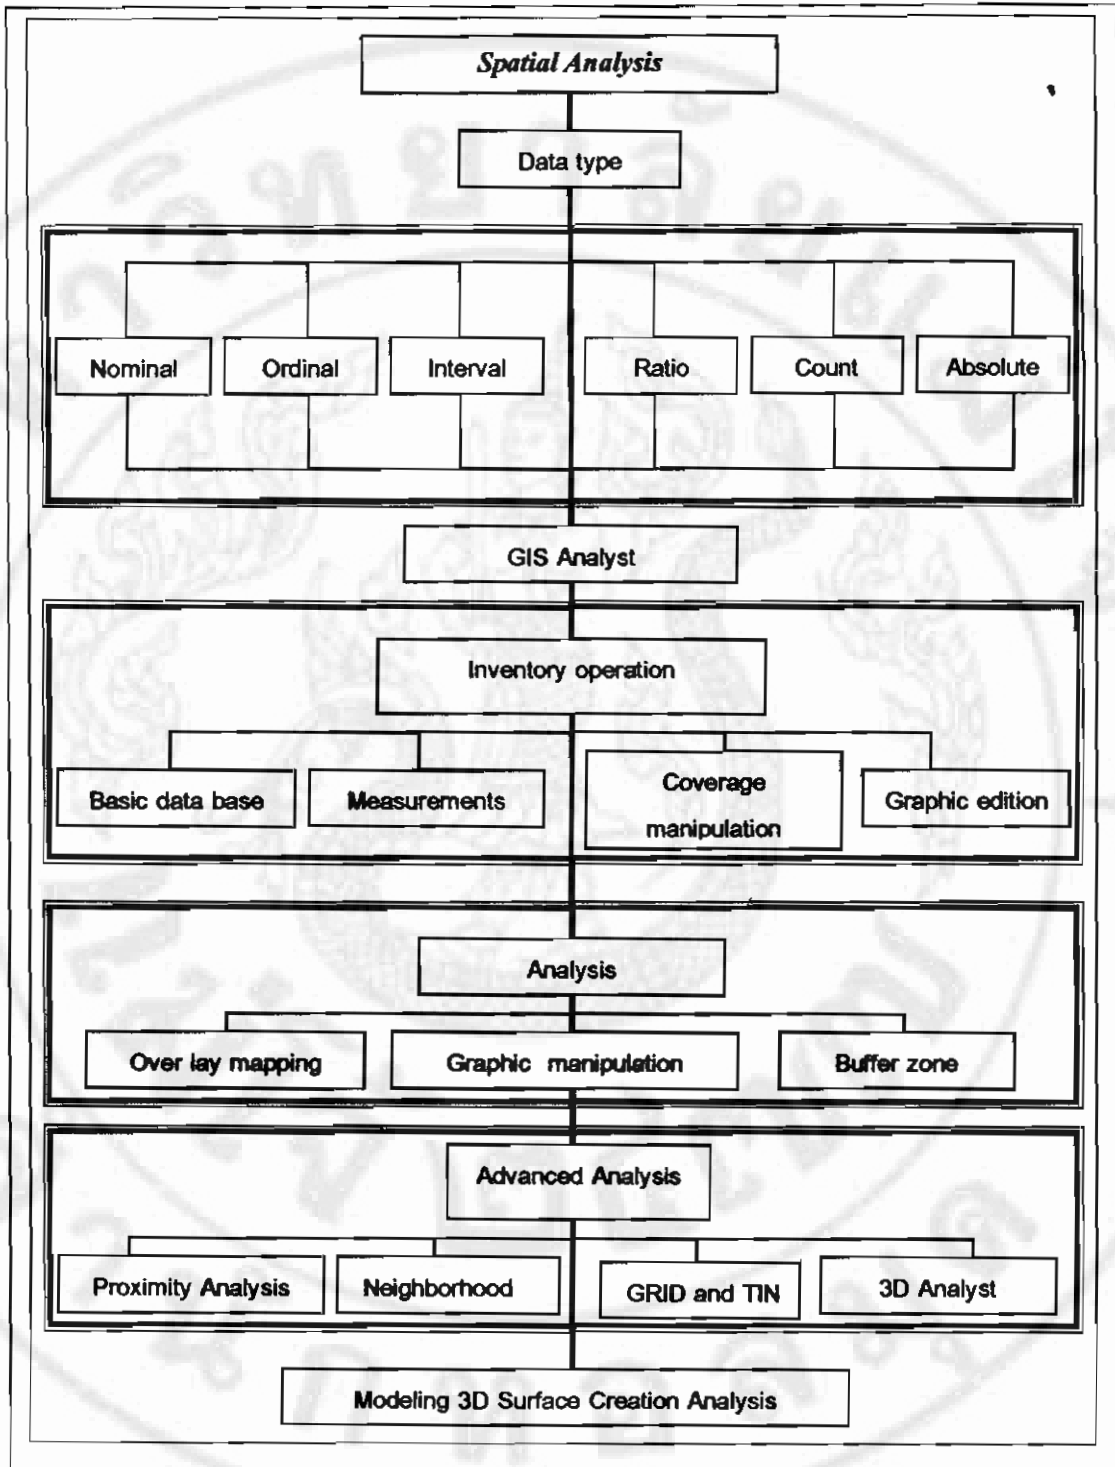 Spatial Analysis
Data type
Nominal
Ordinal
Interval
Ratio
Count
Absolute
GIS Analyst
Inventory operation
Basic data base
Measurements
Coverage
manipulation
Graphic edition
Analysis
Over lay mapping
Graphic manipulation
Buffer zone
Advanced Analysis
Proximity Analysis
Neighborhood
GRID and TIN
3D Analyst
Modeling 3D Surface Creation Analysis